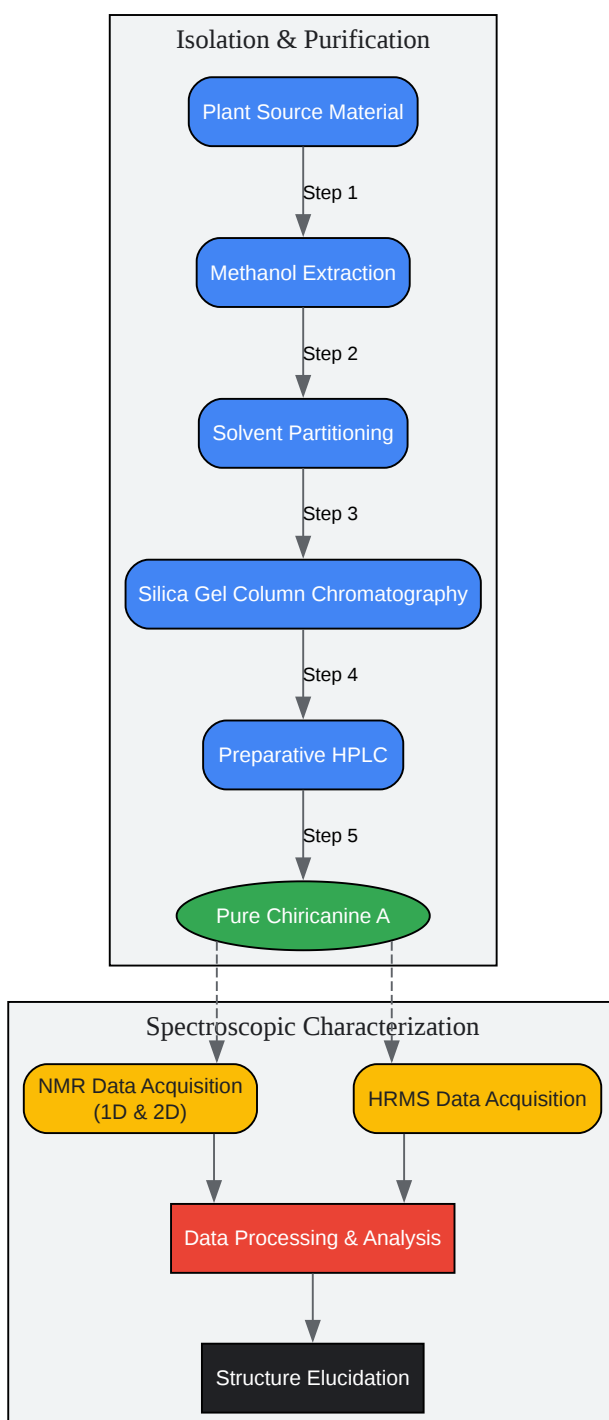 Isolation & Purification
Plant Source Material
Step 1
Methanol Extraction
Step 2
Solvent Partitioning
Step 3
Silica Gel Column Chromatography
Step 4
Preparative HPLC
Step 5
Pure Chiricanine A
Spectroscopic Characterization
NMR Data Acquisition
(1D & 2D)
HRMS Data Acquisition
Data Processing & Analysis
Structure Elucidation